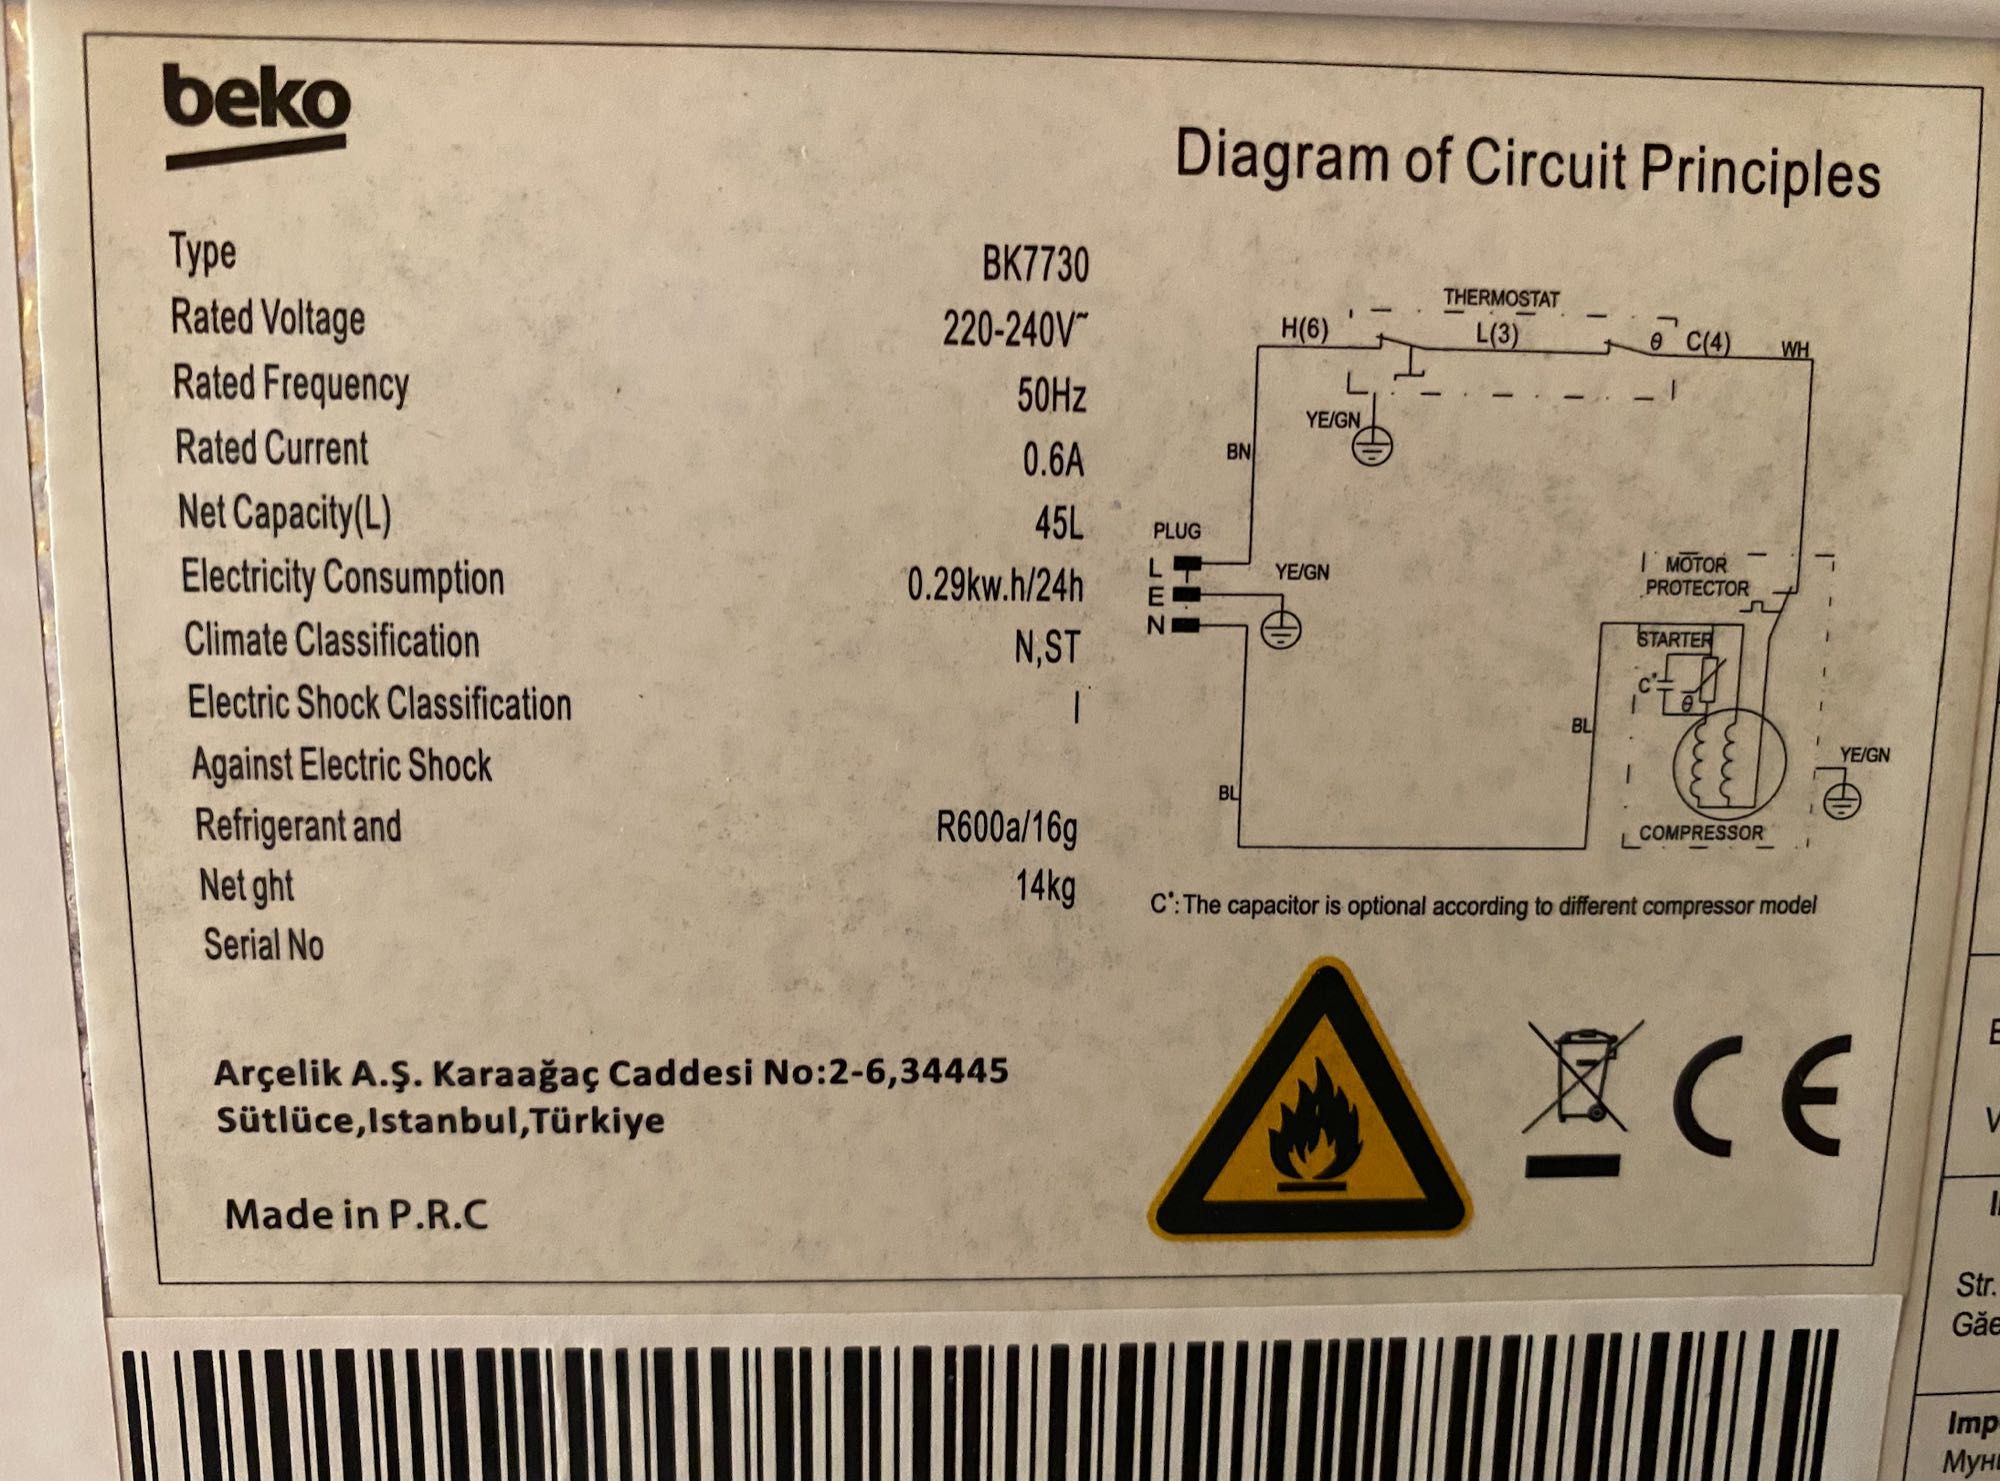 beko
Diagram of Circuit Principles
Type BK7730
Rated Voltage 220-240V~
Rated Frequency 50Hz
Rated Current 0.6A
Net Capacity(L) 45L
Electricity Consumption 0.29kw.h/24h
Climate Classification N,ST
Electric Shock Classification I
Against Electric Shock
Refrigerant and R600a/16g
Net ght 14kg
Serial No
Arçelik A.Ş. Karaağaç Caddesi No:2-6,34445
Sütlüce,Istanbul,Türkiye
Made in P.R.C
THERMOSTAT
H(6) L(3) θ C(4) WH
YE/GN
BN
PLUG
L
E
N
YE/GN
MOTOR
PROTECTOR
STARTER
C*
θ
BL
YE/GN
BL
COMPRESSOR
C*:The capacitor is optional according to different compressor model
CE
Str.
Imp